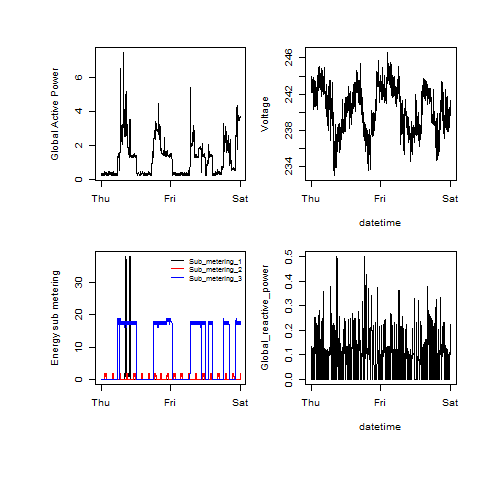 Global Active Power
0
2
4
6
Thu
Fri
Sat
Voltage
234
238
242
246
Thu
Fri
Sat
datetime
Energy sub metering
0
10
20
30
Sub_metering_1
Sub_metering_2
Sub_metering_3
Thu
Fri
Sat
Global_reactive_power
0.0
0.1
0.2
0.3
0.4
0.5
Thu
Fri
Sat
datetime